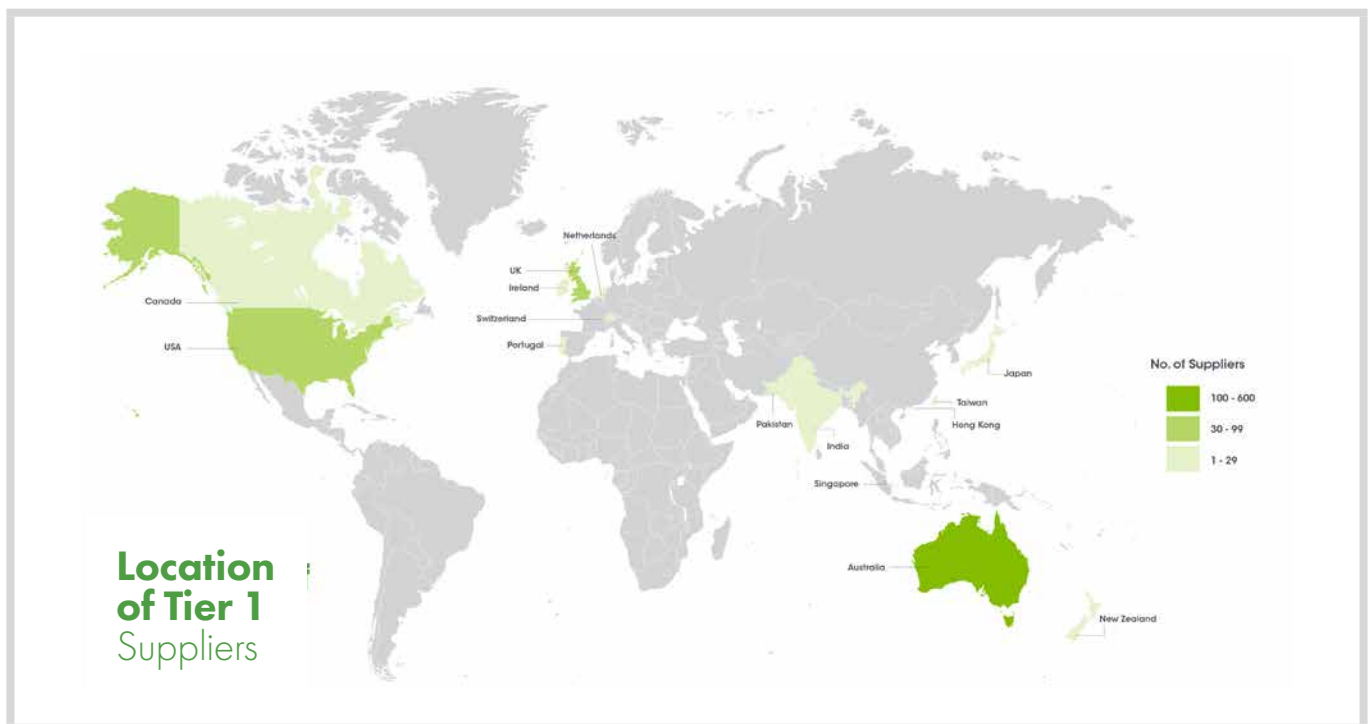 Netherlands
UK
Ireland
Canada
Switzerland
USA
Portugal
No. of Suppliers
Japan
100 - 600
Taiwan
Pakistan
Hong Kong
30 - 99
India
1 - 29
Singapore
Location
of Tier 1
Suppliers
Australia
New Zealand